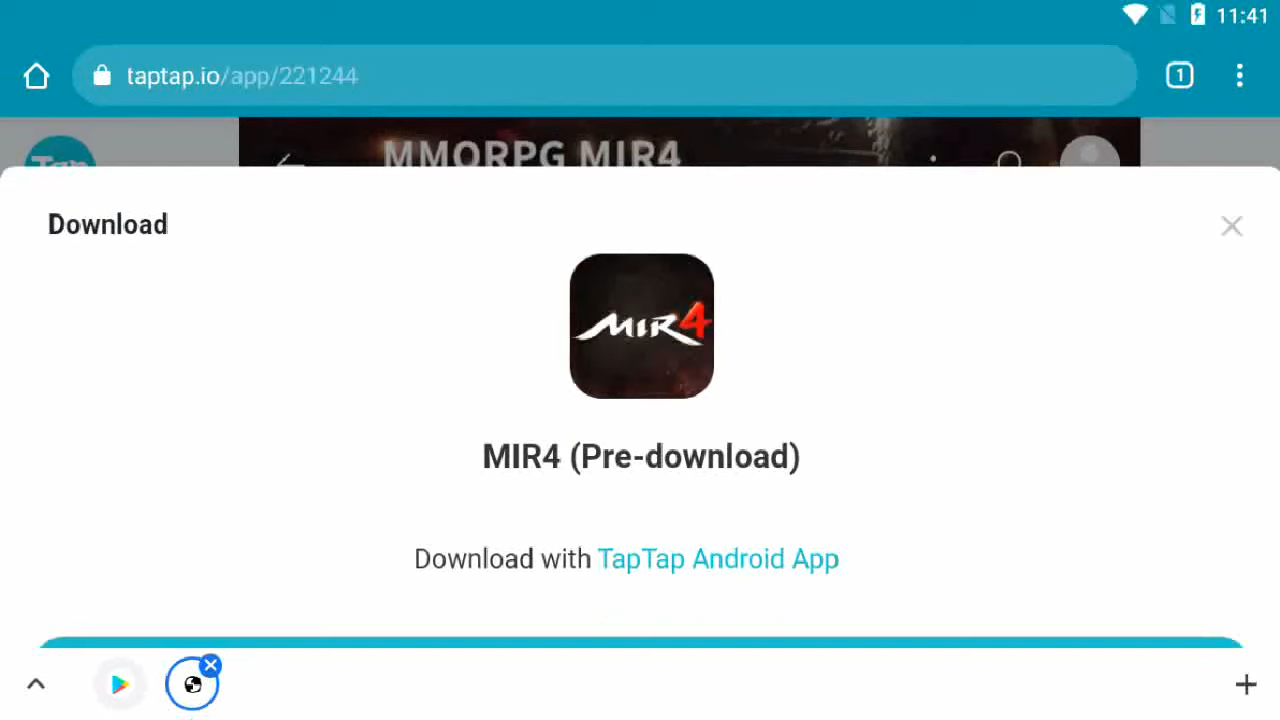 11:41
taptap.io/app/221244
1
Tap
MMORPG MIR4
Download
MIR4
MIR4 (Pre-download)
Download with TapTap Android App